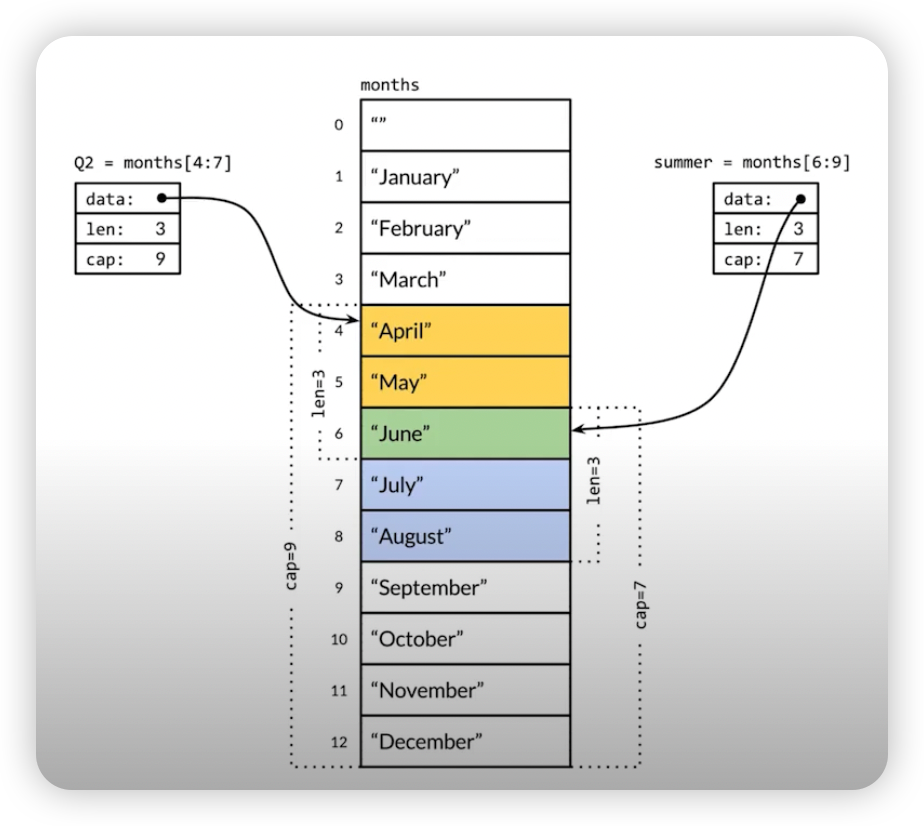 months
Q2 = months[4:7]
data:
len: 3
cap: 9
summer = months[6:9]
data:
len: 3
cap: 7
0 “”
1 “January”
2 “February”
3 “March”
4 “April”
5 “May”
6 “June”
7 “July”
8 “August”
9 “September”
10 “October”
11 “November”
12 “December”
len=3
cap=9
len=3
cap=7